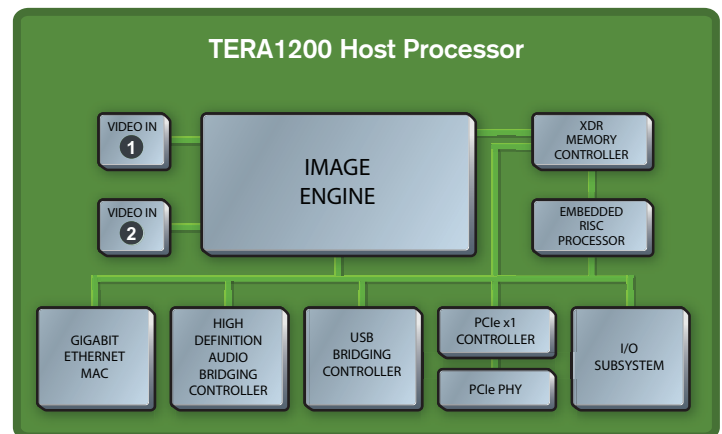 TERA1200 Host Processor
VIDEO IN
1
VIDEO IN
2
IMAGE
ENGINE
XDR
MEMORY
CONTROLLER
EMBEDDED
RISC
PROCESSOR
GIGABIT
ETHERNET
MAC
HIGH
DEFINITION
AUDIO
BRIDGING
CONTROLLER
USB
BRIDGING
CONTROLLER
PCIe x1
CONTROLLER
PCIe PHY
I/O
SUBSYSTEM